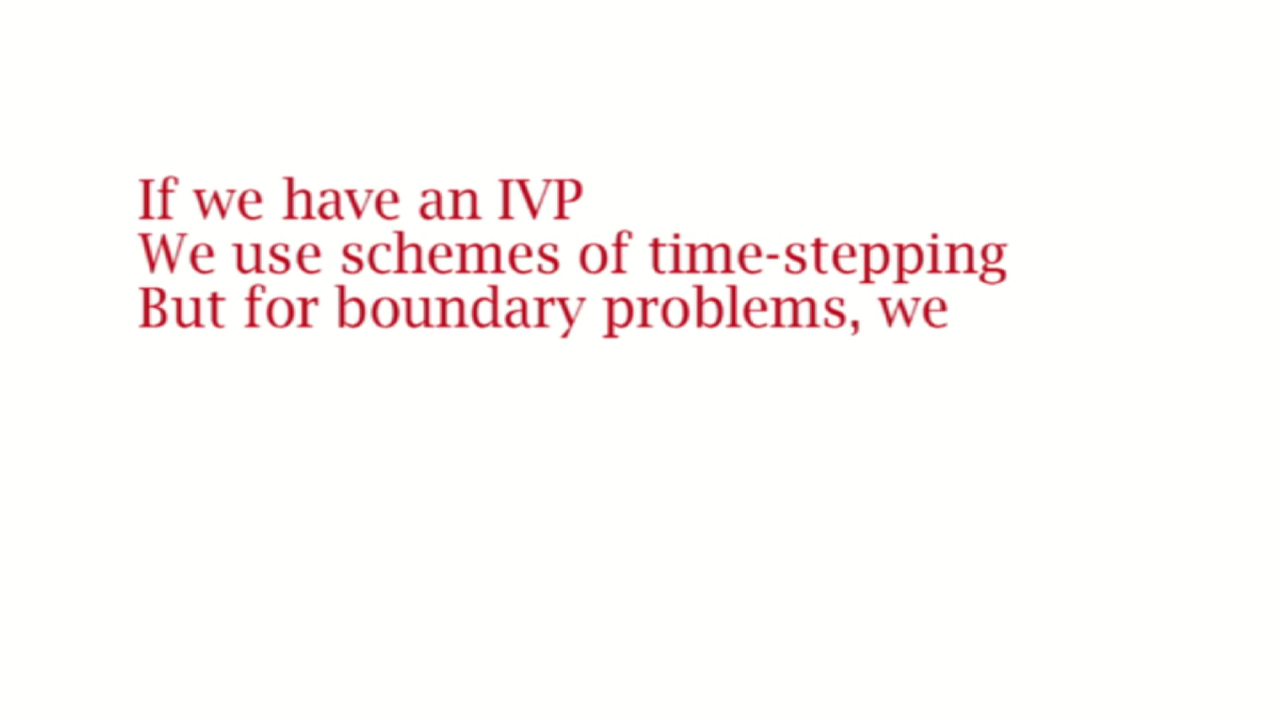 If we have an IVP
We use schemes of time-stepping
But for boundary problems, we